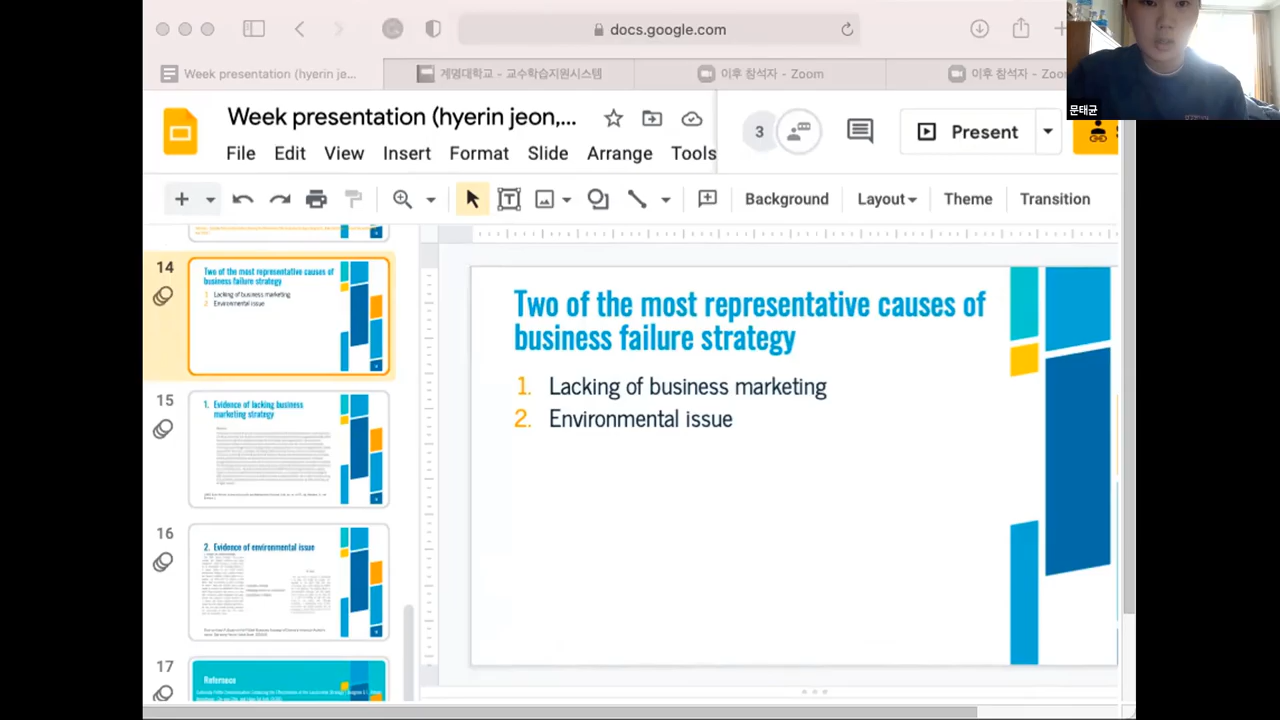 docs.google.com
Week presentation (hyerin je...
계명대학교 - 교수학습지원시스템
이후 참석자 - Zoom
이후 참석자 - Zoo
문태균
Week presentation (hyerin jeon,...
3
Present
File Edit View Insert Format Slide Arrange Tools
Background Layout Theme Transition
14
Two of the most representative causes of
business failure strategy
1. Lacking of business marketing
2. Environmental issue
15
1. Evidence of lacking business
marketing strategy
16
2. Evidence of environmental issue
17
Reference
Two of the most representative causes of
business failure strategy
1. Lacking of business marketing
2. Environmental issue